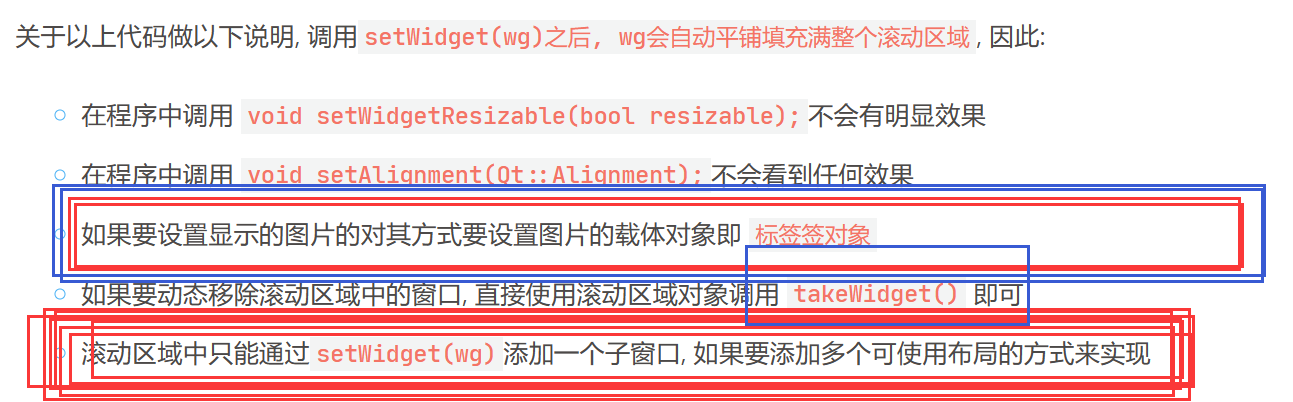 关于以上代码做以下说明, 调用 setWidget(wg)之后, wg会自动平铺填充满整个滚动区域 , 因此:
在程序中调用 void setWidgetResizable(bool resizable); 不会有明显效果
在程序中调用 void setAlignment(Qt::Alignment); 不会看到任何效果
如果要设置显示的图片的对其方式要设置图片的载体对象即 标签签对象
如果要动态移除滚动区域中的窗口, 直接使用滚动区域对象调用 takeWidget() 即可
滚动区域中只能通过 setWidget(wg) 添加一个子窗口, 如果要添加多个可使用布局的方式来实现